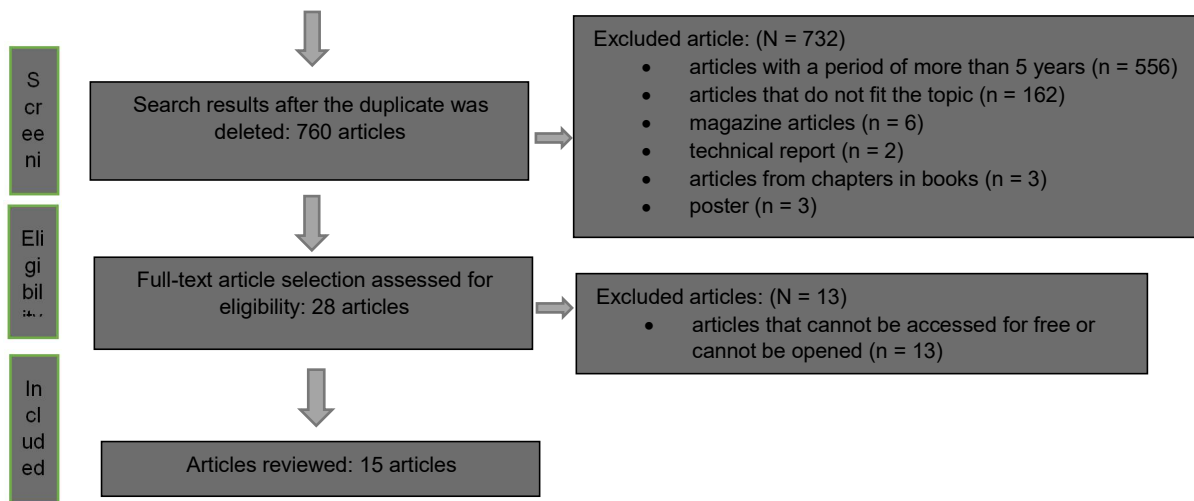 S
cr
ee
ni
Search results after the duplicate was
deleted: 760 articles
Excluded article: (N = 732)
• articles with a period of more than 5 years (n = 556)
• articles that do not fit the topic (n = 162)
• magazine articles (n = 6)
• technical report (n = 2)
• articles from chapters in books (n = 3)
• poster (n = 3)
Eli
gi
bil
Full-text article selection assessed for
eligibility: 28 articles
Excluded articles: (N = 13)
• articles that cannot be accessed for free or
cannot be opened (n = 13)
In
cl
ud
ed
Articles reviewed: 15 articles